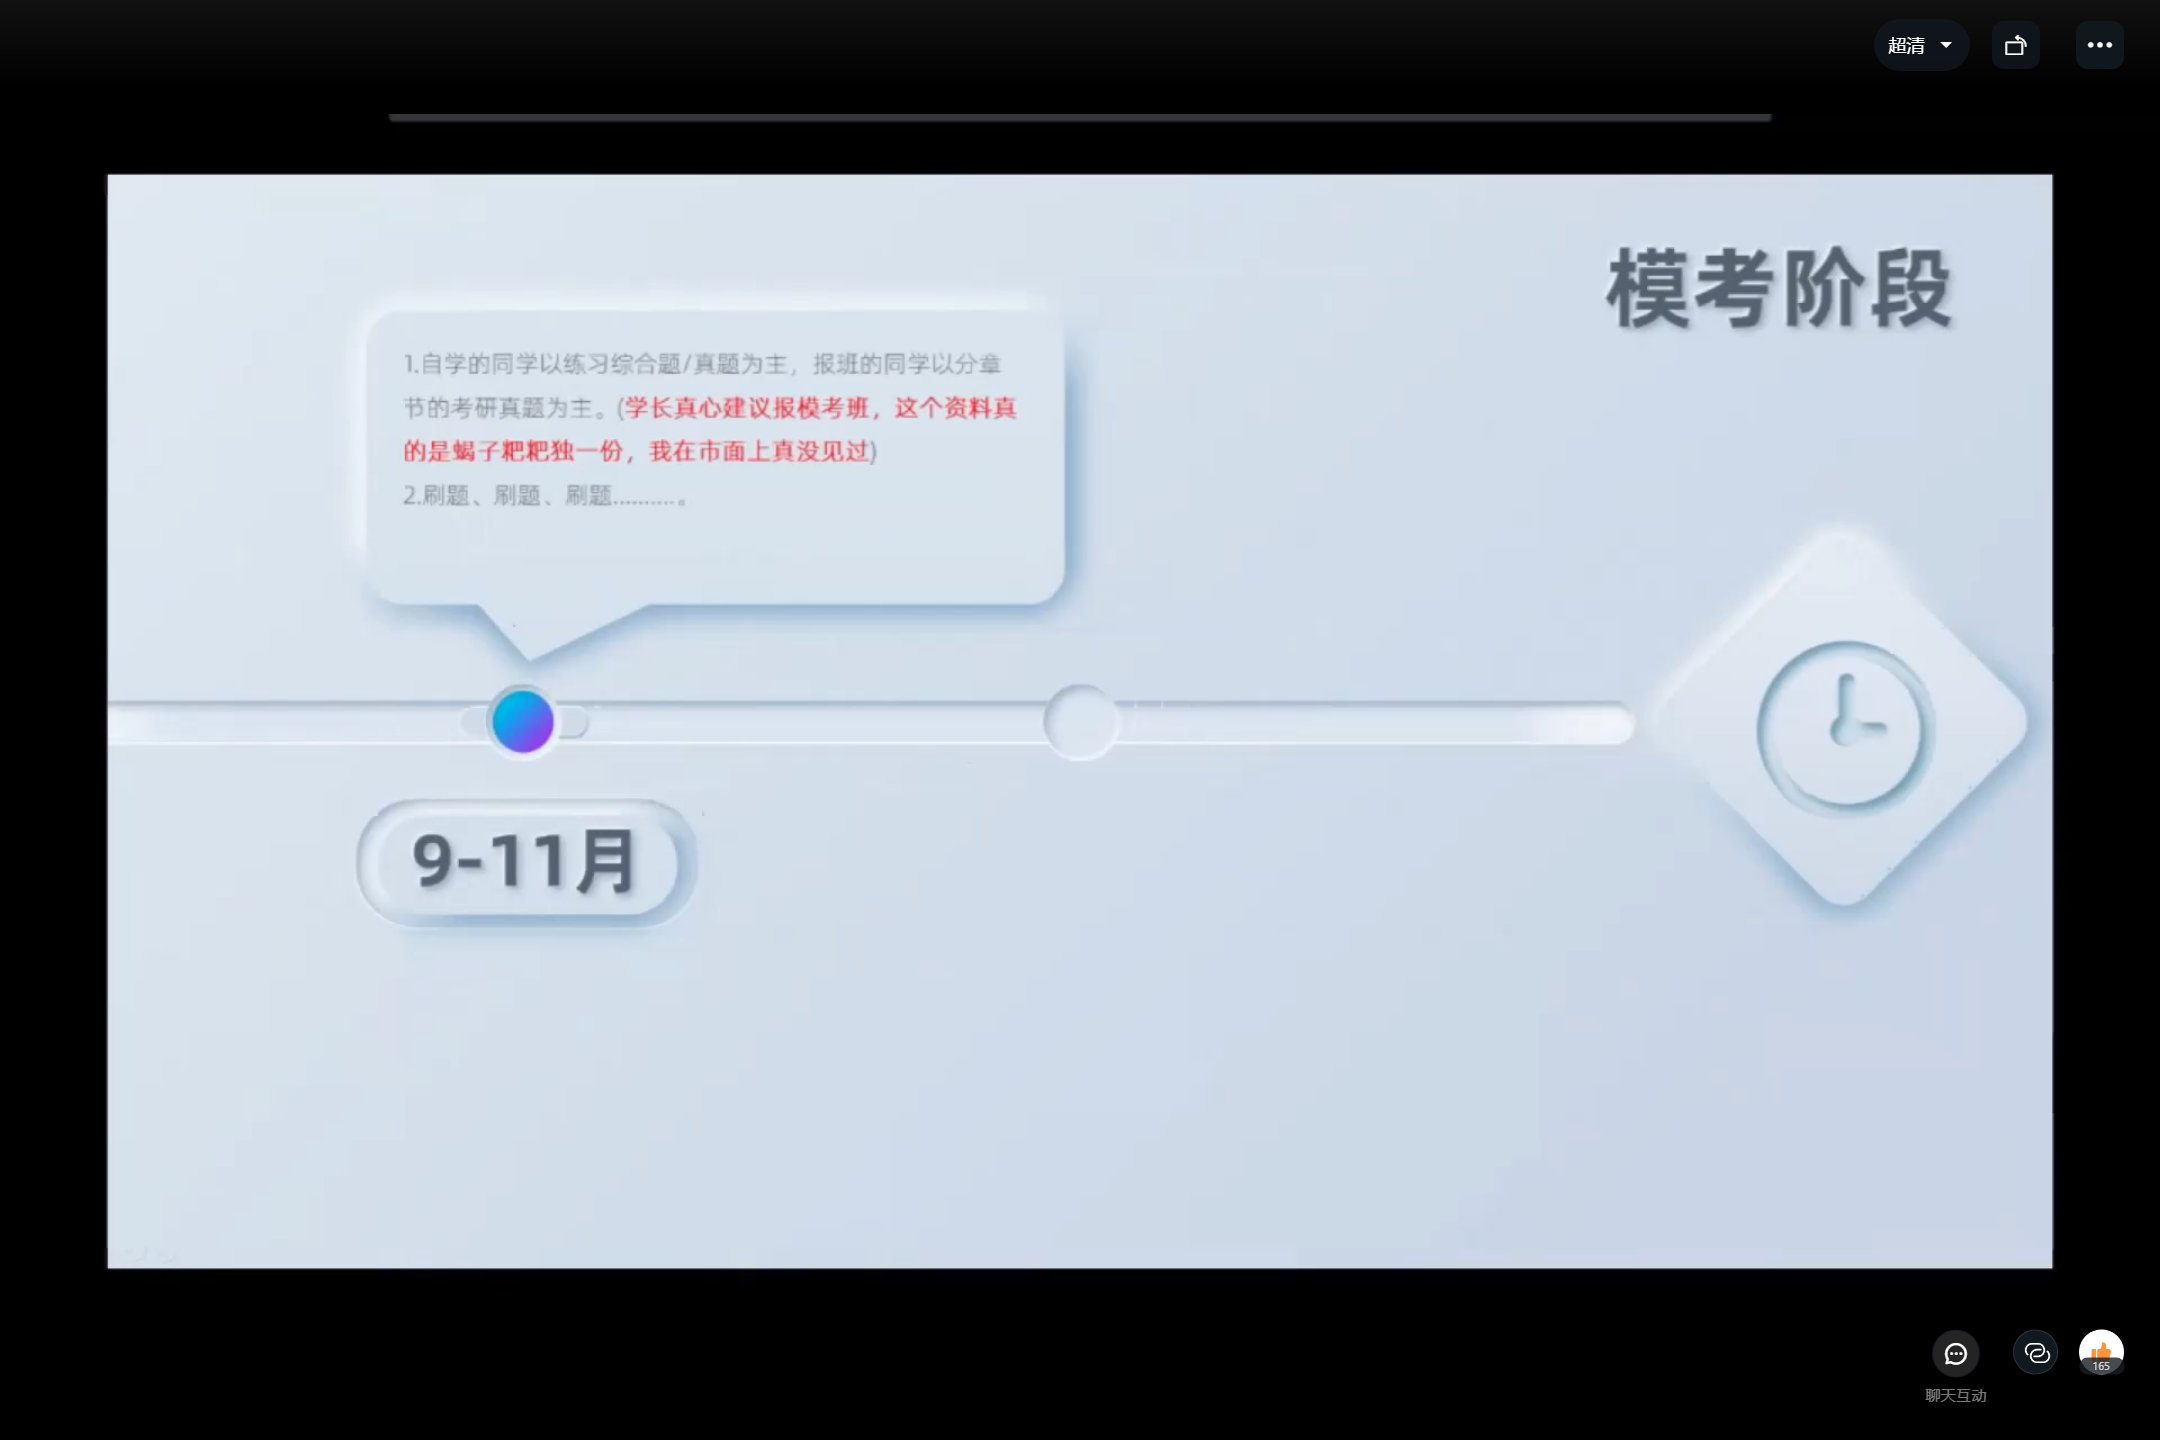 超清
模考阶段
1.自学的同学以练习综合题/真题为主，报班的同学以分章
节的考研真题为主。(学长真心建议报模考班，这个资料真
的是蝎子粑粑独一份，我在市面上真没见过)
2.刷题、刷题、刷题..........。
9-11月
165
聊天互动